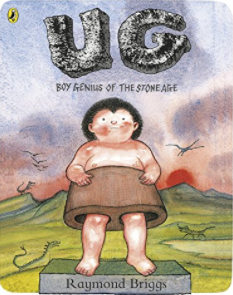 UG
BOY GENIUS OF THE STONE AGE
Raymond Briggs